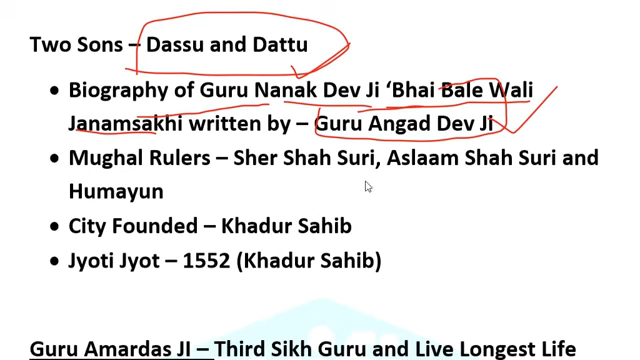 Two Sons – Dassu and Dattu
• Biography of Guru Nanak Dev Ji 'Bhai Bale Wali
Janamsakhi written by – Guru Angad Dev Ji
• Mughal Rulers – Sher Shah Suri, Aslaam Shah Suri and
Humayun
• City Founded – Khadur Sahib
• Jyoti Jyot – 1552 (Khadur Sahib)
Guru Amardas JI – Third Sikh Guru and Live Longest Life